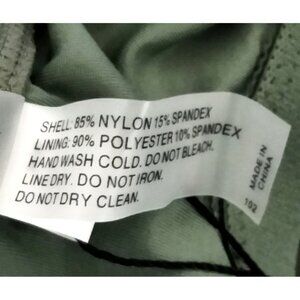 SHELL: 85% NYLON 15% SPANDEX
LINING: 90% POLYESTER 10% SPANDEX
HAND WASH COLD. DO NOT BLEACH.
LINE DRY. DO NOT IRON.
DO NOT DRY CLEAN.
MADE IN
CHINA
102